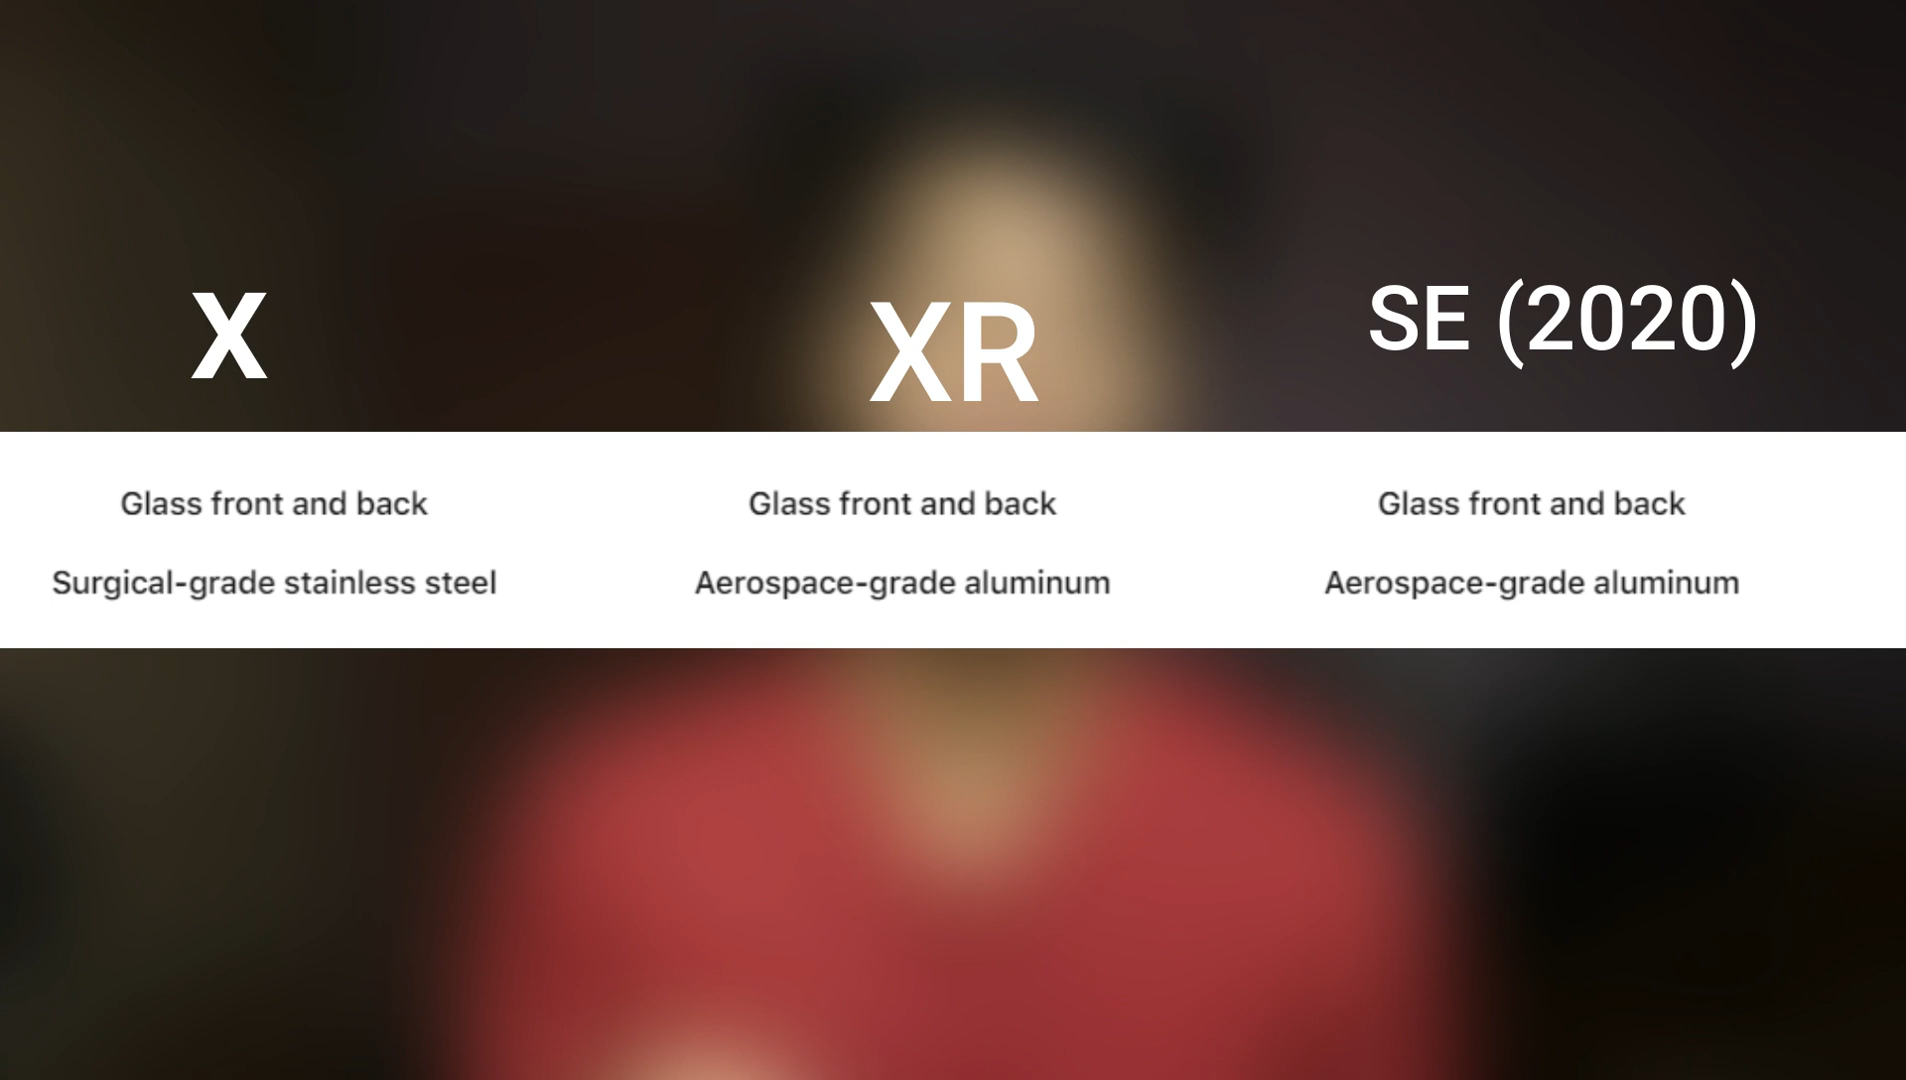 X
XR
SE (2020)
Glass front and back
Glass front and back
Glass front and back
Surgical-grade stainless steel
Aerospace-grade aluminum
Aerospace-grade aluminum